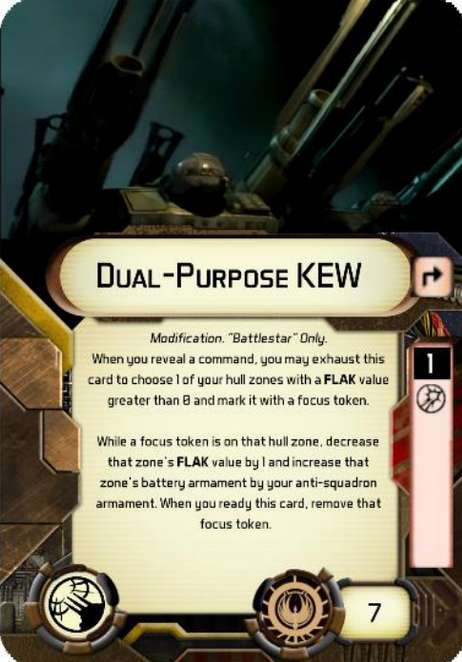 DUAL-PURPOSE KEW
Modification. "Battlestar" Only.
When you reveal a command, you may exhaust this
card to choose 1 of your hull zones with a FLAK value
greater than 0 and mark it with a focus token.
While a focus token is on that hull zone, decrease
that zone's FLAK value by 1 and increase that
zone's battery armament by your anti-squadron
armament. When you ready this card, remove that
focus token.
1
7